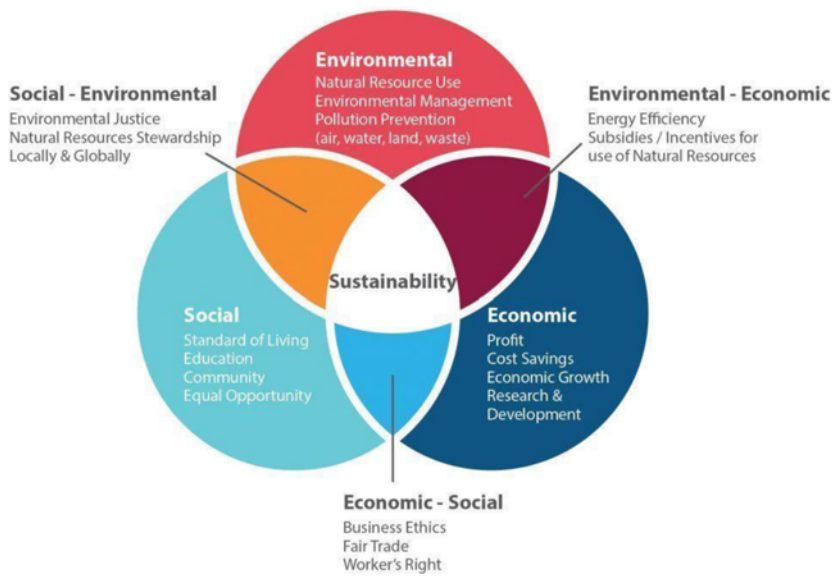 Environmental
Natural Resource Use
Environmental Management
Pollution Prevention
(air, water, land, waste)
Social - Environmental
Environmental Justice
Natural Resources Stewardship
Locally & Globally
Environmental - Economic
Energy Efficiency
Subsidies / Incentives for
use of Natural Resources
Sustainability
Social
Standard of Living
Education
Community
Equal Opportunity
Economic
Profit
Cost Savings
Economic Growth
Research &
Development
Economic - Social
Business Ethics
Fair Trade
Worker's Right